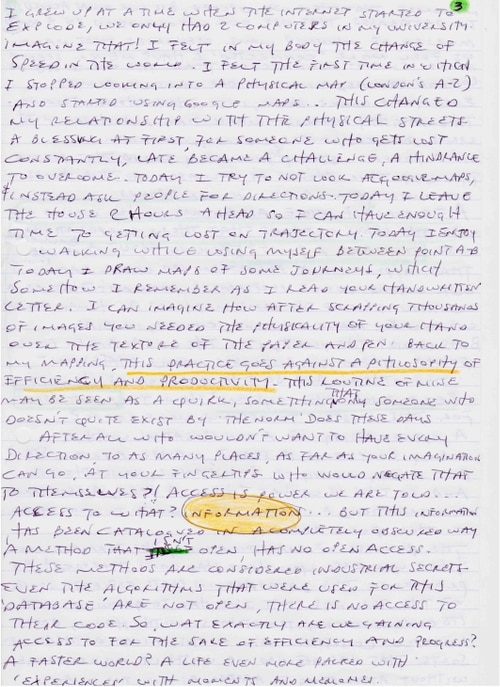 3
I GREW UP AT A TIME WHEN THE INTERNET STARTED TO
EXPLODE, WE ONLY HAD 2 COMPUTERS IN MY UNIVERSITY.
IMAGINE THAT! I FELT IN MY BODY THE CHANGE OF
SPEED IN THE WORLD. I FELT THE FIRST TIME IN WHICH
I STOPPED LOOKING INTO A PHYSICAL MAP (LONDON'S A-Z)
AND STARTED USING GOOGLE MAPS... THIS CHANGED
MY RELATIONSHIP WITH THE PHYSICAL STREETS.
A BLESSING AT FIRST, FOR SOMEONE WHO GETS LOST
CONSTANTLY, LATE BECAME A CHALLENGE, A HINDRANCE
TO OVERCOME. TODAY I TRY TO NOT LOOK AT GOOGLE MAPS,
INSTEAD ASK PEOPLE FOR DIRECTIONS. TODAY I LEAVE
THE HOUSE 2 HOURS AHEAD SO I CAN HAVE ENOUGH
TIME TO GETTING LOST ON TRAJECTORY. TODAY I ENJOY
WALKING WHILE LOSING MYSELF BETWEEN POINT A-B
TODAY I DRAW MAPS OF SOME JOURNEYS, WHICH
SOMEHOW I REMEMBER AS I READ YOUR HANDWRITTEN
LETTER. I CAN IMAGINE HOW AFTER SCRAPPING THOUSANDS
OF IMAGES YOU NEEDED THE PHYSICALITY OF YOUR HAND
OVER THE TEXTURE OF THE PAPER AND PEN. BACK TO
MY MAPPING, THIS PRACTICE GOES AGAINST A PHILOSOPHY OF
EFFICIENCY AND PRODUCTIVITY. THIS ROUTINE OF MINE
MAY BE SEEN AS A QUIRK, SOMETHING THAT ONLY SOMEONE WHO
DOESN'T QUITE EXIST BY 'THE NORM' DOES THESE DAYS
AFTER ALL WHO WOULDN'T WANT TO HAVE EVERY
DIRECTION, TO AS MANY PLACES, AS FAR AS YOUR IMAGINATION
CAN GO, AT YOUR FINGERTIPS WHO WOULD NEGATE THAT
TO THEMSELVES?! ACCESS IS POWER WE ARE TOLD....
ACCESS TO WHAT? INFORMATION... BUT THIS INFORMATION
HAS BEEN CATALOGUED IN A COMPLETELY OBSCURED WAY
A METHOD THAT ISN'T OPEN, HAS NO OPEN ACCESS.
THESE METHODS ARE CONSIDERED INDUSTRIAL SECRETS
EVEN THE ALGORITHMS THAT WERE USED FOR THIS
'DATABASE' ARE NOT OPEN, THERE IS NO ACCESS TO
THEIR CODE. SO, WAT EXACTLY ARE WE GAINING
ACCESS TO FOR THE SAKE OF EFFICIENCY AND PROGRESS?
A FASTER WORLD? A LIFE EVEN MORE PACKED WITH
'EXPERIENCES' WITH MOMENTS AND MEMORIES.